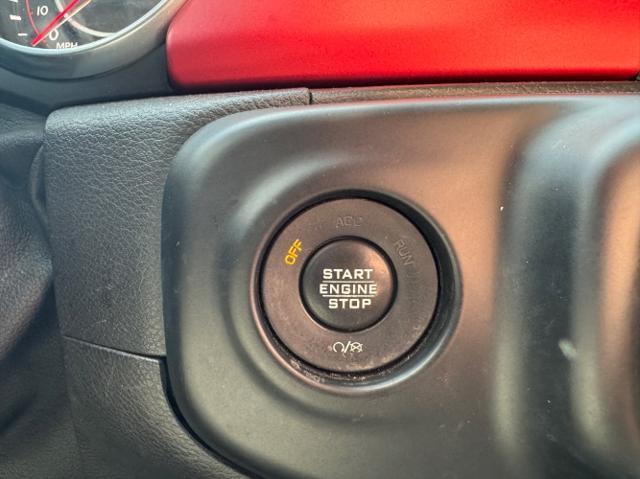 10
0
MPH
ACC
OFF
RUN
START
ENGINE
STOP